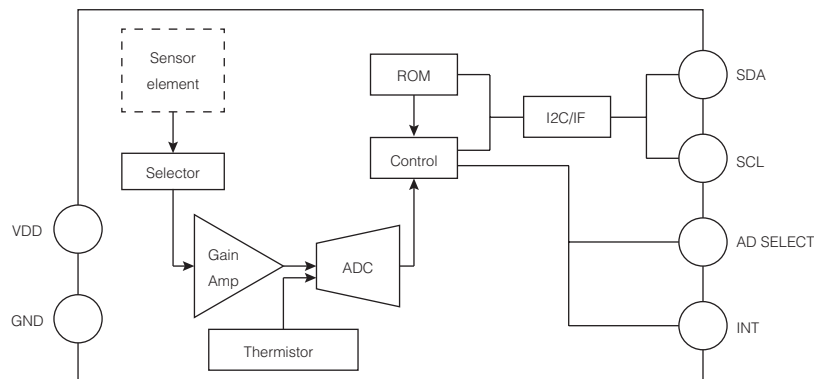 Sensor
element
ROM
SDA
I2C/IF
Control
SCL
Selector
VDD
Gain
Amp
ADC
AD SELECT
GND
INT
Thermistor